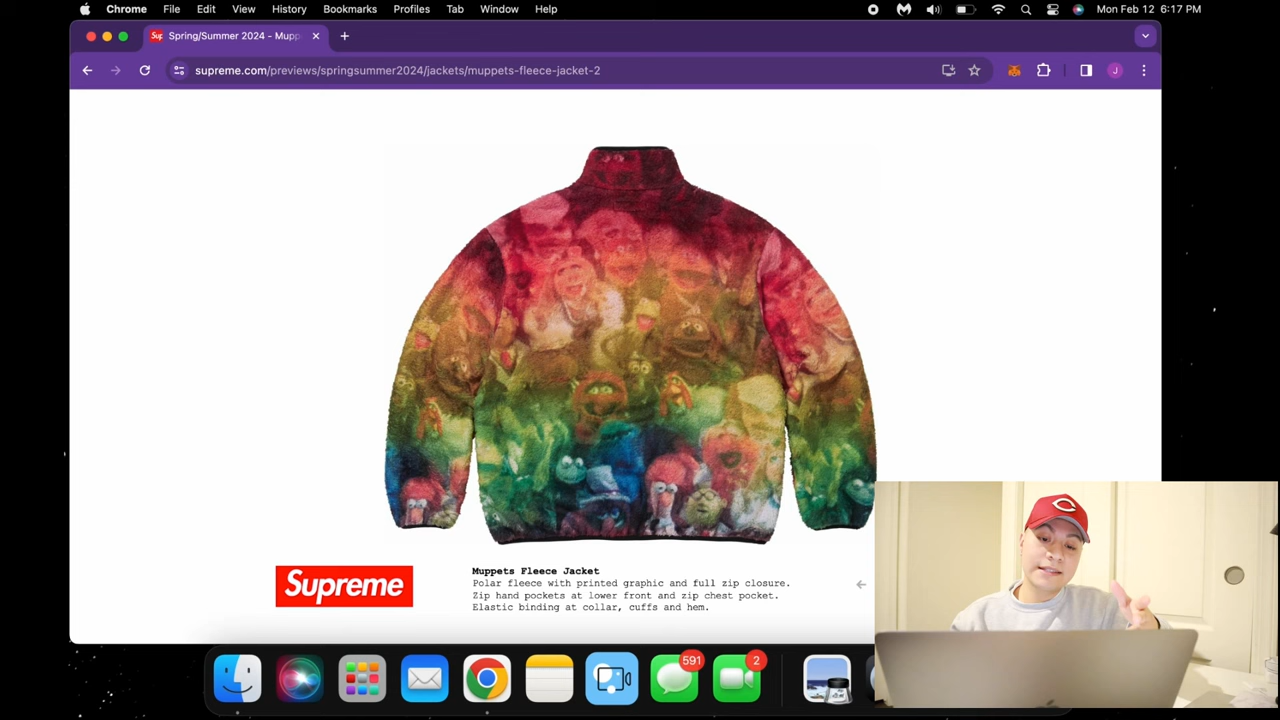 Chrome File Edit View History Bookmarks Profiles Tab Window Help Mon Feb 12 6:17 PM
Sup Spring/Summer 2024 - Mupp
supreme.com/previews/springsummer2024/jackets/muppets-fleece-jacket-2 J
C
Supreme
Muppets Fleece Jacket
Polar fleece with printed graphic and full zip closure.
Zip hand pockets at lower front and zip chest pocket.
Elastic binding at collar, cuffs and hem.
591 2